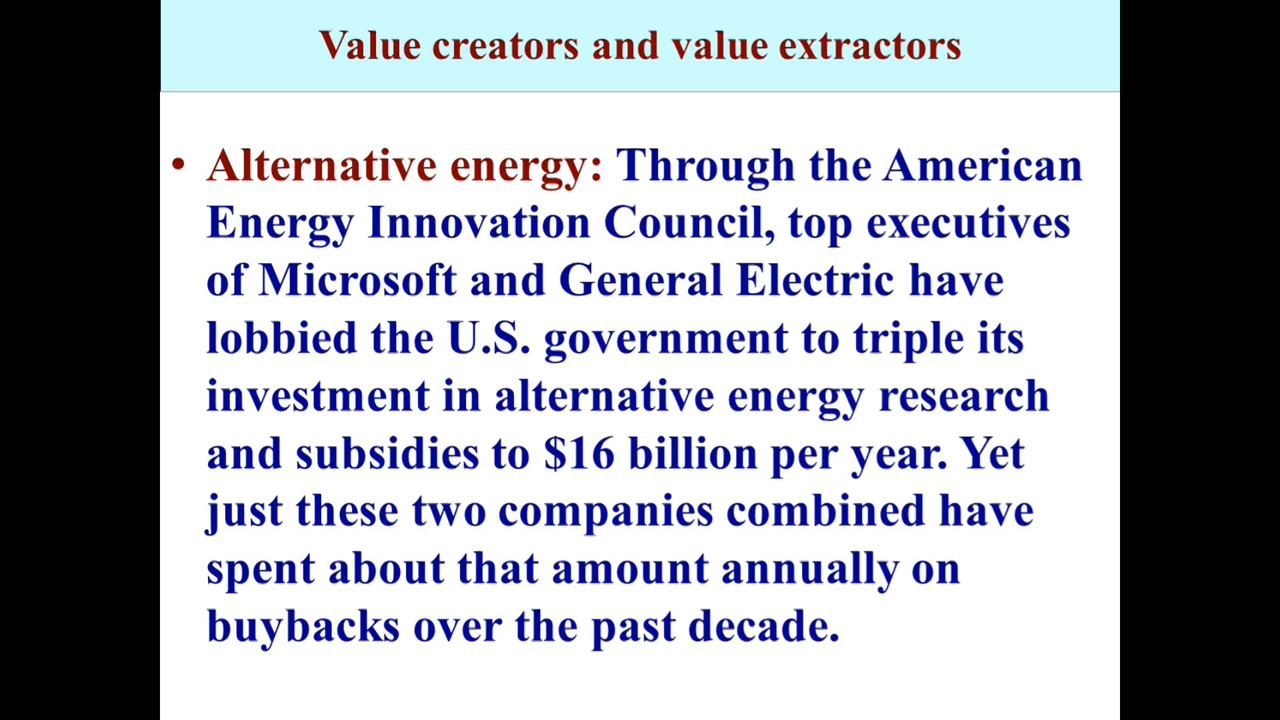 Value creators and value extractors
• Alternative energy: Through the American
Energy Innovation Council, top executives
of Microsoft and General Electric have
lobbied the U.S. government to triple its
investment in alternative energy research
and subsidies to $16 billion per year. Yet
just these two companies combined have
spent about that amount annually on
buybacks over the past decade.